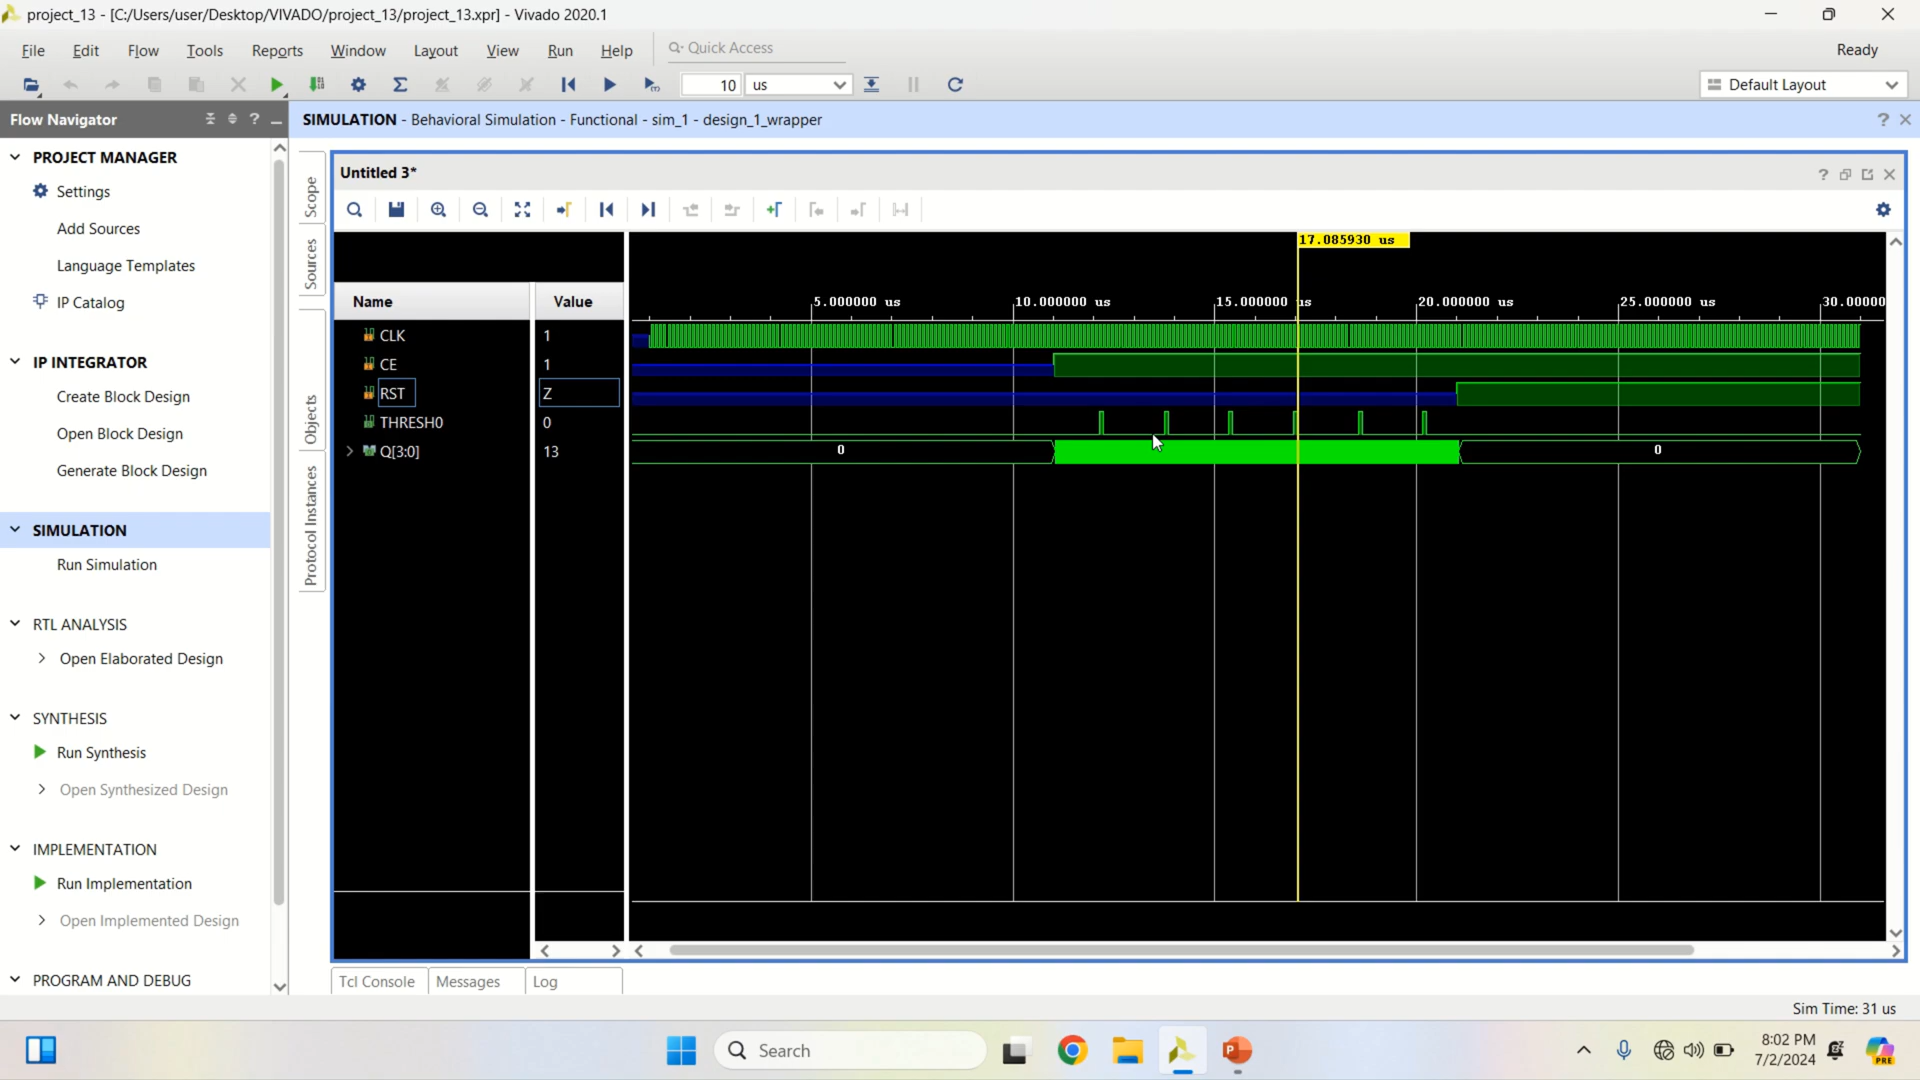 project_13 - [C:/Users/user/Desktop/VIVADO/project_13/project_13.xpr] - Vivado 2020.1
File Edit Flow Tools Reports Window Layout View Run Help Quick Access
Ready
10 us
Default Layout
Flow Navigator
SIMULATION - Behavioral Simulation - Functional - sim_1 - design_1_wrapper
PROJECT MANAGER
Settings
Add Sources
Language Templates
IP Catalog
IP INTEGRATOR
Create Block Design
Open Block Design
Generate Block Design
SIMULATION
Run Simulation
RTL ANALYSIS
Open Elaborated Design
SYNTHESIS
Run Synthesis
Open Synthesized Design
IMPLEMENTATION
Run Implementation
Open Implemented Design
PROGRAM AND DEBUG
Scope
Sources
Objects
Protocol Instances
Untitled 3*
17.085930 us
Name Value
5.000000 us 10.000000 us 15.000000 us 20.000000 us 25.000000 us 30.00000
CLK 1
CE 1
RST Z
THRESH0 0
Q[3:0] 13 0 0
Tcl Console Messages Log
Sim Time: 31 us
Search
8:02 PM
7/2/2024
PRE